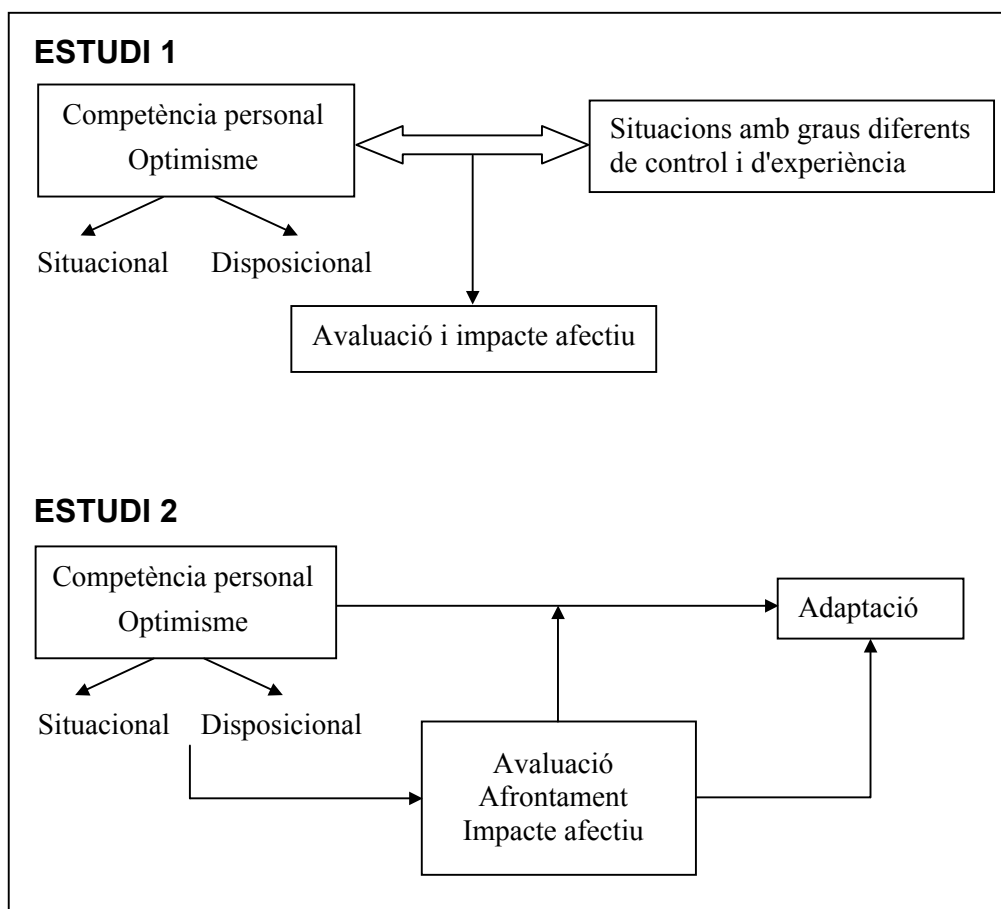 ESTUDI 1
Competència personal
Optimisme
Situacions amb graus diferents
de control i d'experiència
Situacional Disposicional
Avaluació i impacte afectiu
ESTUDI 2
Competència personal
Optimisme
Adaptació
Situacional Disposicional
Avaluació
Afrontament
Impacte afectiu